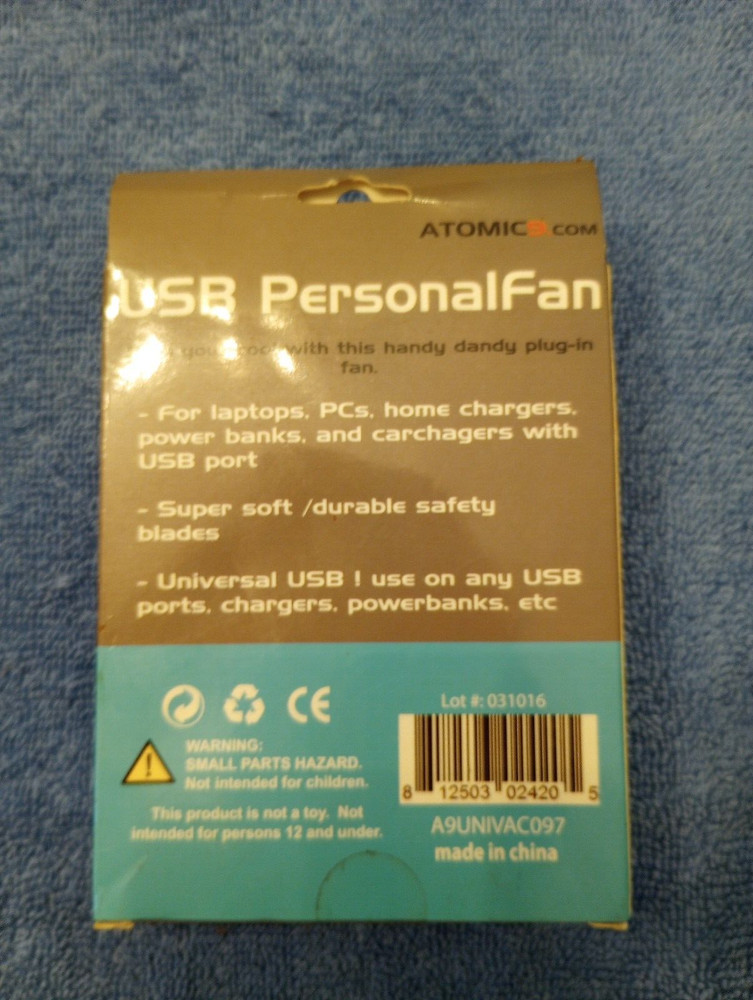 ATOMIC9.COM
USB PersonalFan
you cool with this handy dandy plug-in
fan.
- For laptops, PCs, home chargers,
power banks, and carchagers with
USB port
- Super soft /durable safety
blades
- Universal USB ! use on any USB
ports, chargers, powerbanks, etc
CE
Lot #: 031016
WARNING:
SMALL PARTS HAZARD.
Not intended for children.
This product is not a toy. Not
intended for persons 12 and under.
8 12503 02420 5
A9UNIVAC097
made in china